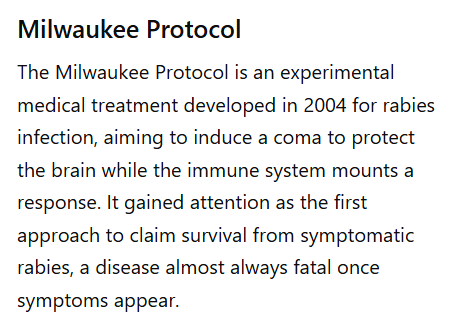 Milwaukee Protocol
The Milwaukee Protocol is an experimental
medical treatment developed in 2004 for rabies
infection, aiming to induce a coma to protect
the brain while the immune system mounts a
response. It gained attention as the first
approach to claim survival from symptomatic
rabies, a disease almost always fatal once
symptoms appear.